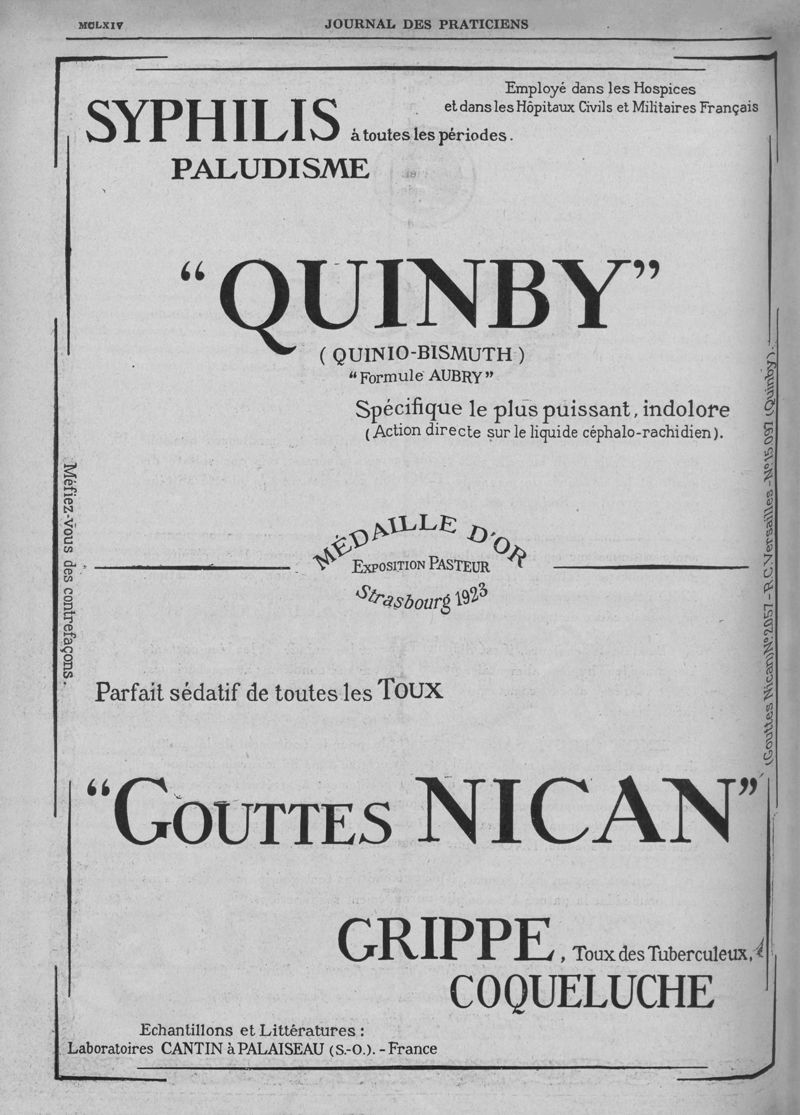 MCLXIV
JOURNAL DES PRATICIENS
Employé dans les Hospices
et dans les Hôpitaux Civils et Militaires Français
SYPHILIS à toutes les périodes.
PALUDISME
“QUINBY”
(QUINIO-BISMUTH)
“Formule AUBRY”
Spécifique le plus puissant, indolore
(Action directe sur le liquide céphalo-rachidien).
Méfiez-vous des contrefaçons.
MÉDAILLE D'OR
EXPOSITION PASTEUR
Strasbourg 1923
(Gouttes Nican) Nº 2057 - R.C. Versailles - Nº 15.097 (Quinby).
Parfait sédatif de toutes les TOUX
“GOUTTES NICAN”
GRIPPE, Toux des Tuberculeux,
COQUELUCHE
Echantillons et Littératures :
Laboratoires CANTIN à PALAISEAU (S.-O.). - France